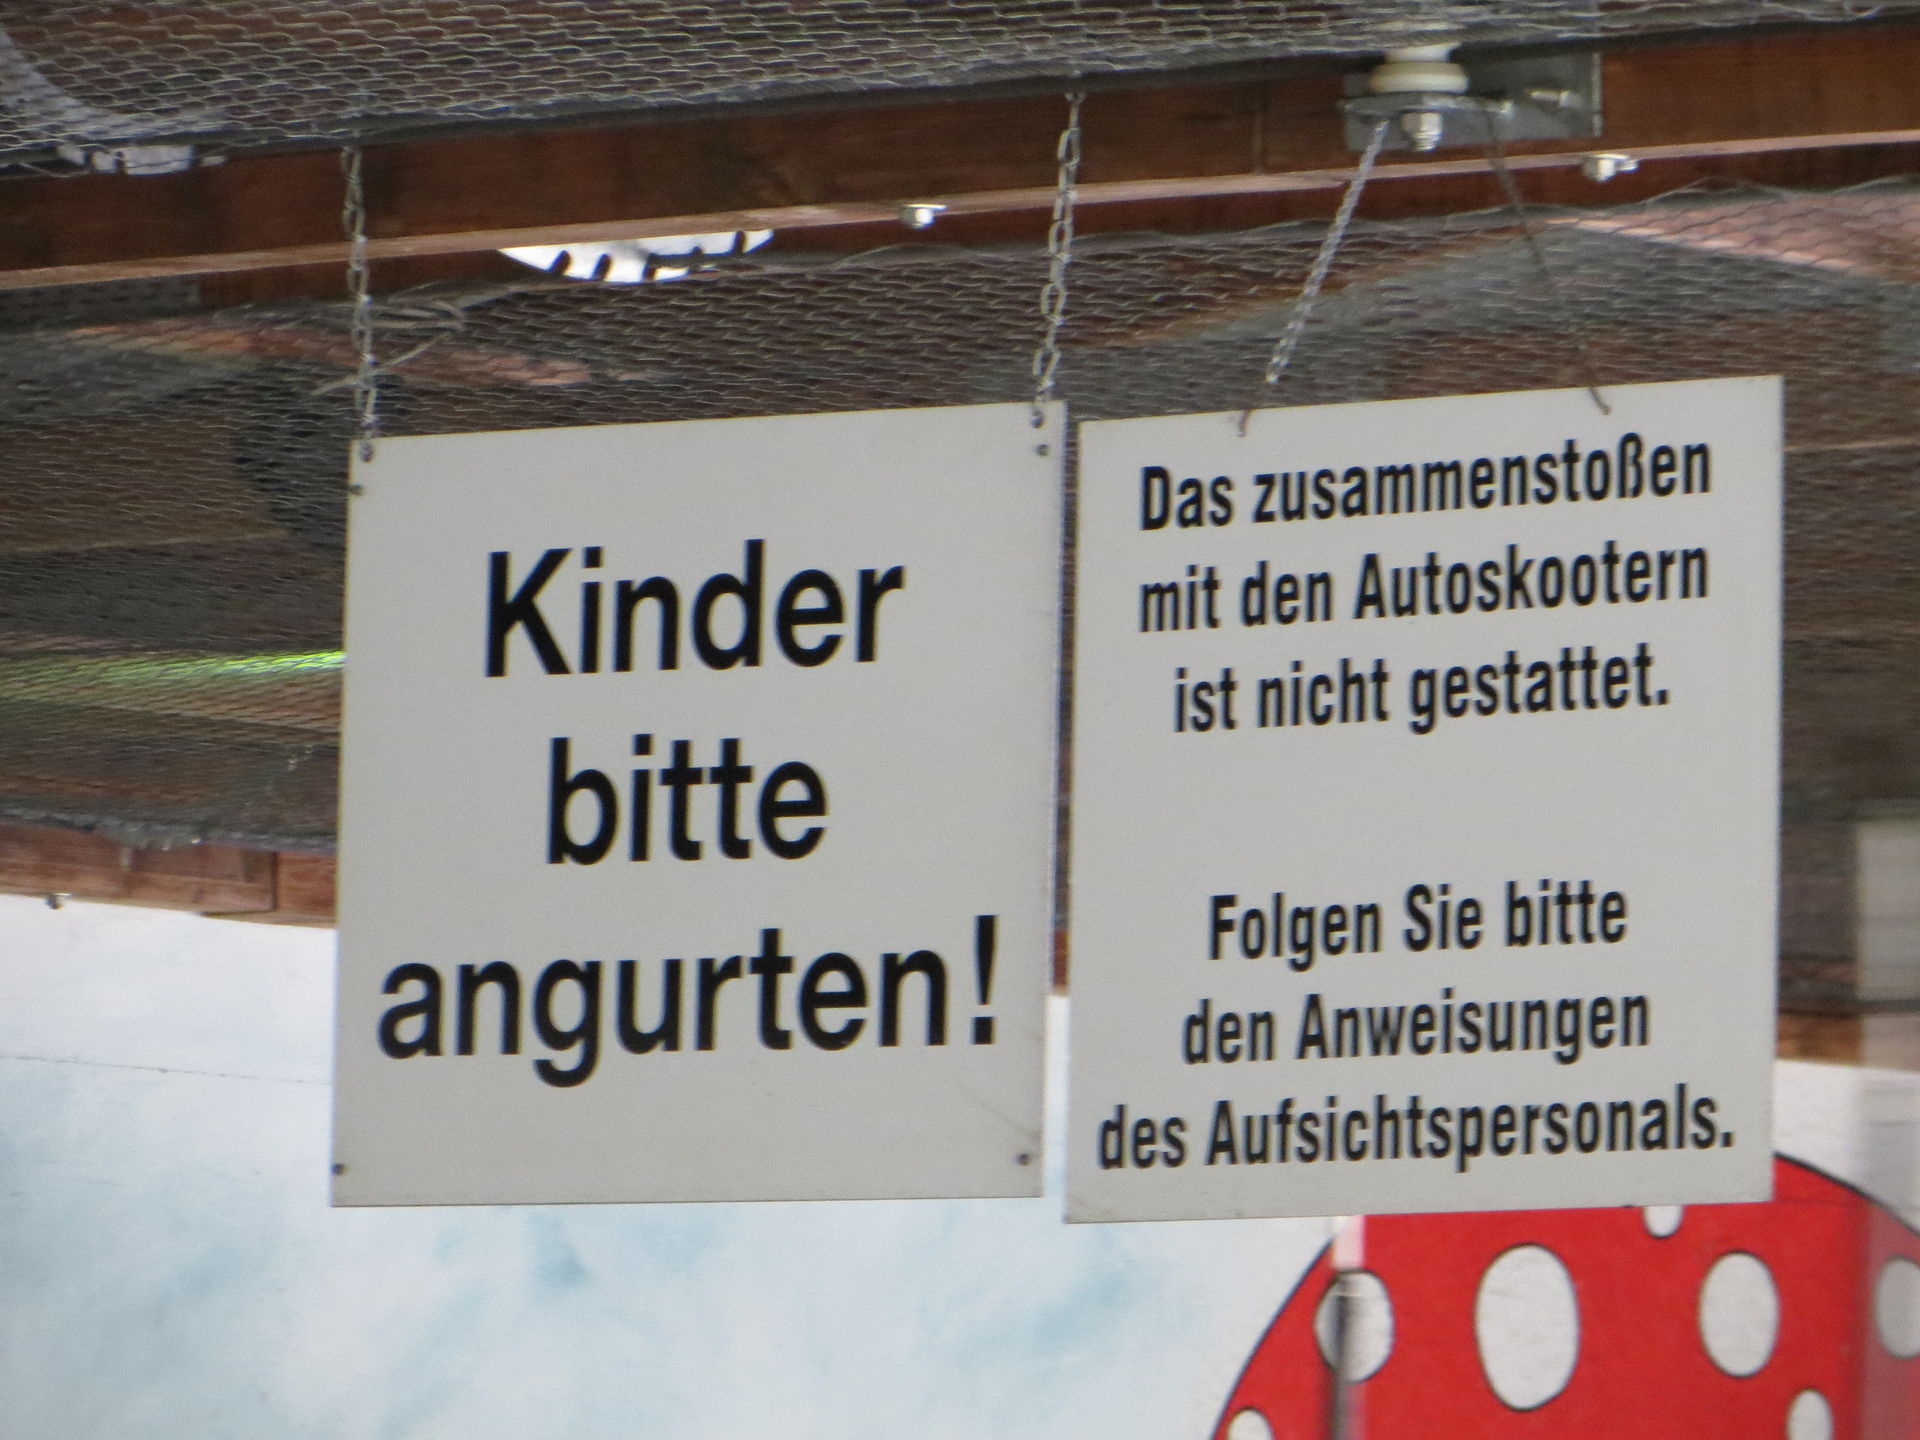 Kinder
bitte
angurten!
Das zusammenstoßen
mit den Autoskootern
ist nicht gestattet.
Folgen Sie bitte
den Anweisungen
des Aufsichtspersonals.